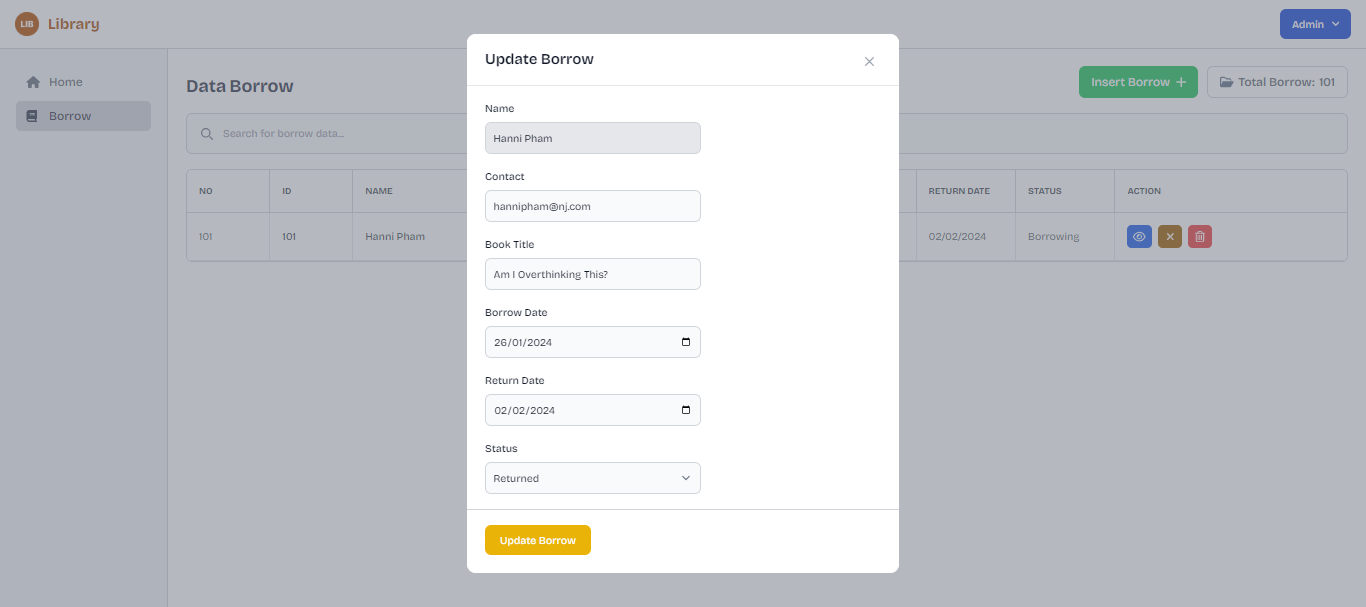 LIB Library
Admin
Home
Borrow
Data Borrow
Insert Borrow +
Total Borrow: 101
Search for borrow data...
NO ID NAME RETURN DATE STATUS ACTION
101 101 Hanni Pham 02/02/2024 Borrowing
Update Borrow
Name
Hanni Pham
Contact
hannipham@nj.com
Book Title
Am I Overthinking This?
Borrow Date
26/01/2024
Return Date
02/02/2024
Status
Returned
Update Borrow